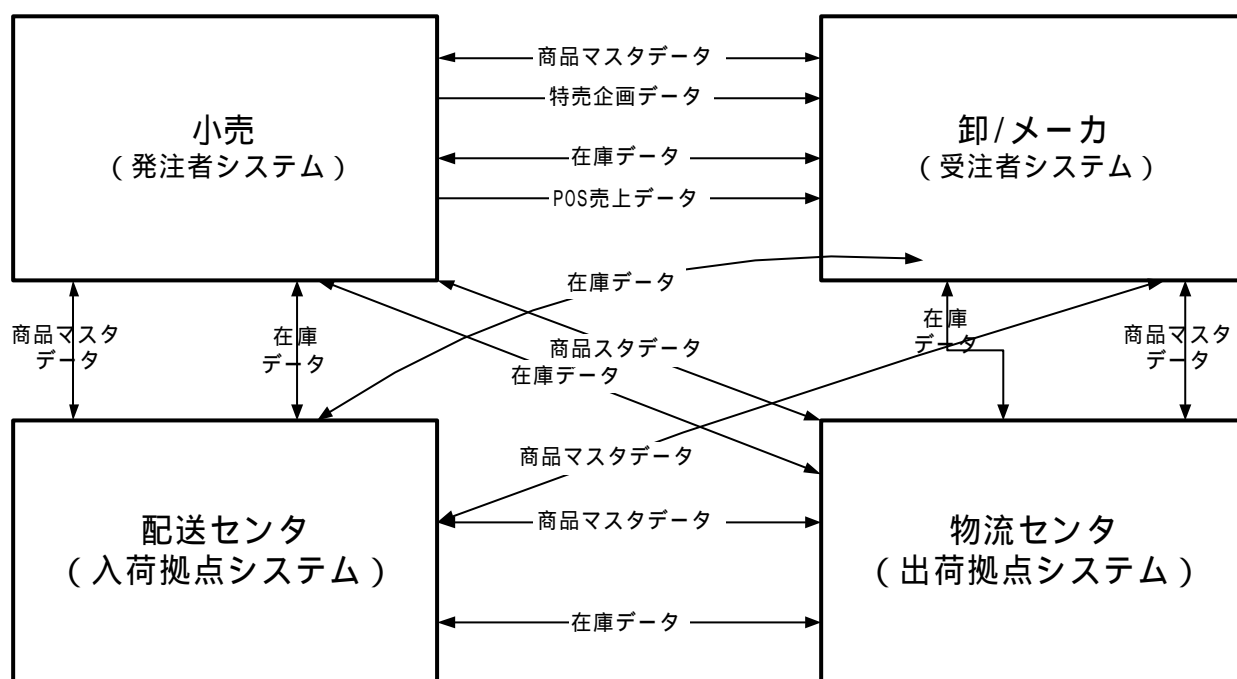 商品マスタデータ
特売企画データ
小売
（発注者システム）
卸/メーカ
（受注者システム）
在庫データ
POS売上データ
在庫データ
商品マスタ
データ
在庫
データ
商品スタデータ
在庫データ
在庫
データ
商品マスタ
データ
商品マスタデータ
配送センタ
（入荷拠点システム）
商品マスタデータ
物流センタ
（出荷拠点システム）
在庫データ